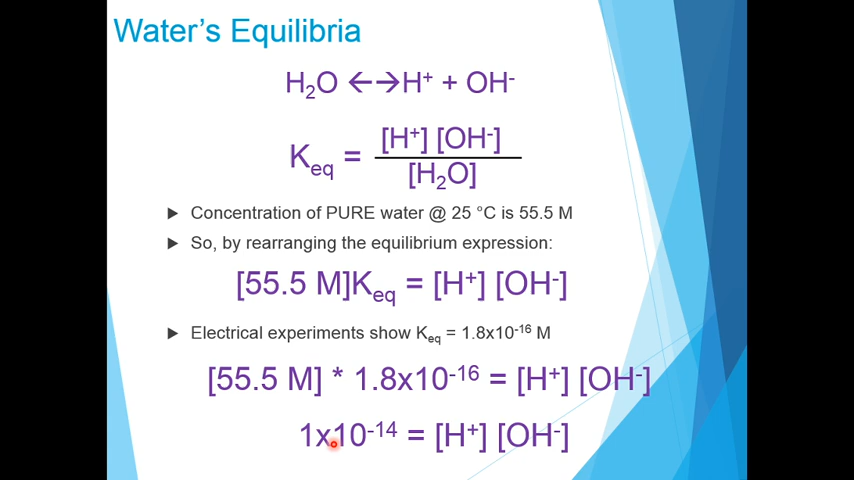 Water's Equilibria
H₂O ←→H⁺ + OH⁻
Keq = [H⁺] [OH⁻]
[H₂O]
Concentration of PURE water @ 25 °C is 55.5 M
So, by rearranging the equilibrium expression:
[55.5 M]Keq = [H⁺] [OH⁻]
Electrical experiments show Keq = 1.8x10⁻¹⁶ M
[55.5 M] * 1.8x10⁻¹⁶ = [H⁺] [OH⁻]
1x10⁻¹⁴ = [H⁺] [OH⁻]